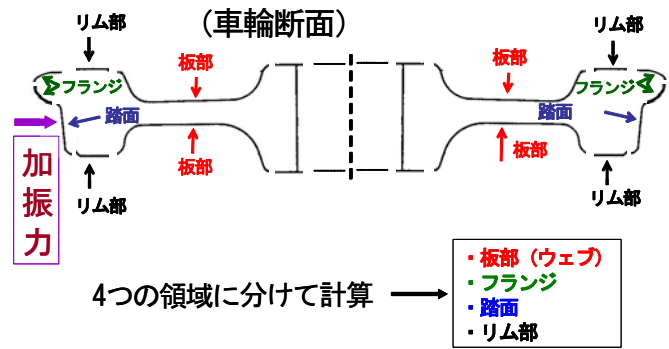 (車輪断面)
リム部
リム部
板部
板部
フランジ
フランジ
踏面
踏面
加振力
板部
板部
リム部
リム部
4つの領域に分けて計算
・板部(ウェブ)
・フランジ
・踏面
・リム部